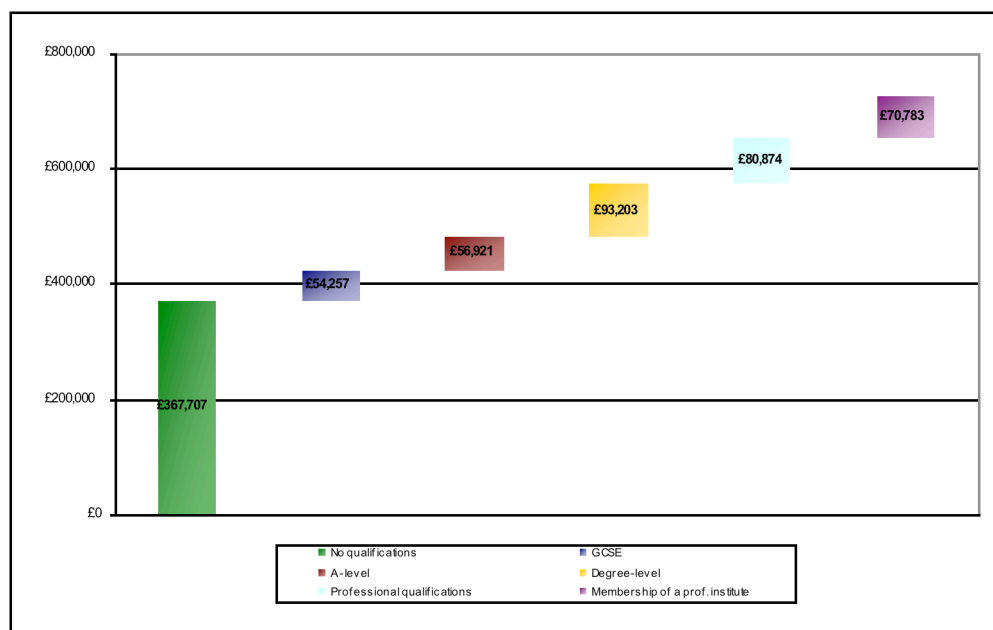 £800,000
£70,783
£80,874
£600,000
£93,203
£56,921
£400,000
£54,257
£200,000
£367,707
£0
No qualifications
GCSE
A-level
Degree-level
Professional qualifications
Membership of a prof. institute